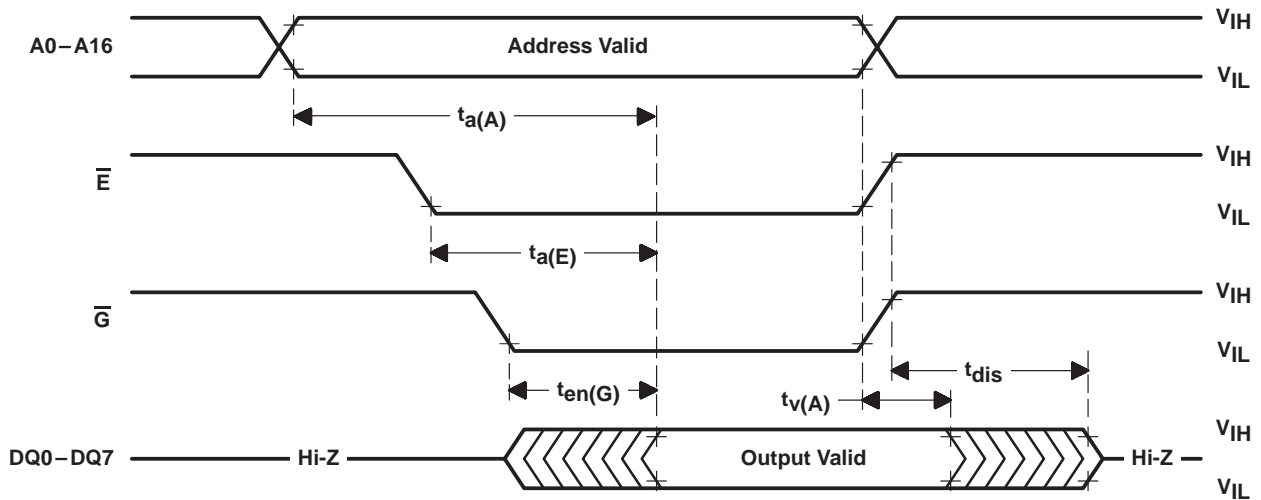 A0–A16
Address Valid
VIH
VIL
ta(A)
E
VIH
VIL
ta(E)
G
VIH
VIL
tdis
ten(G)
tv(A)
DQ0–DQ7
Hi-Z
Output Valid
Hi-Z
VIH
VIL